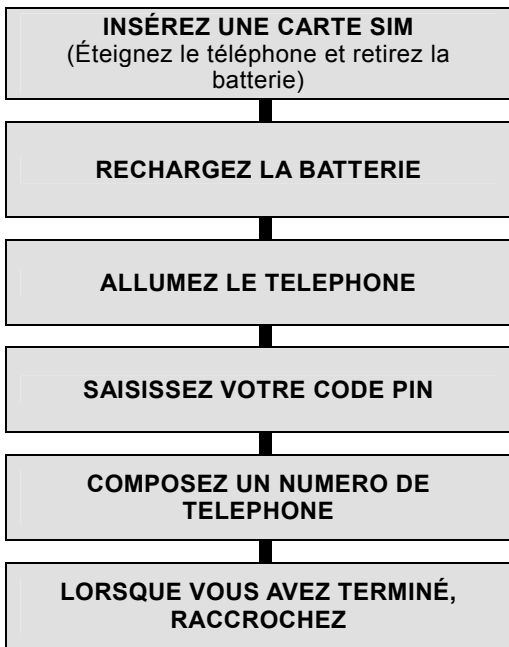 INSÉREZ UNE CARTE SIM
(Éteignez le téléphone et retirez la
batterie)
RECHARGEZ LA BATTERIE
ALLUMEZ LE TELEPHONE
SAISISSEZ VOTRE CODE PIN
COMPOSEZ UN NUMERO DE
TELEPHONE
LORSQUE VOUS AVEZ TERMINÉ,
RACCROCHEZ